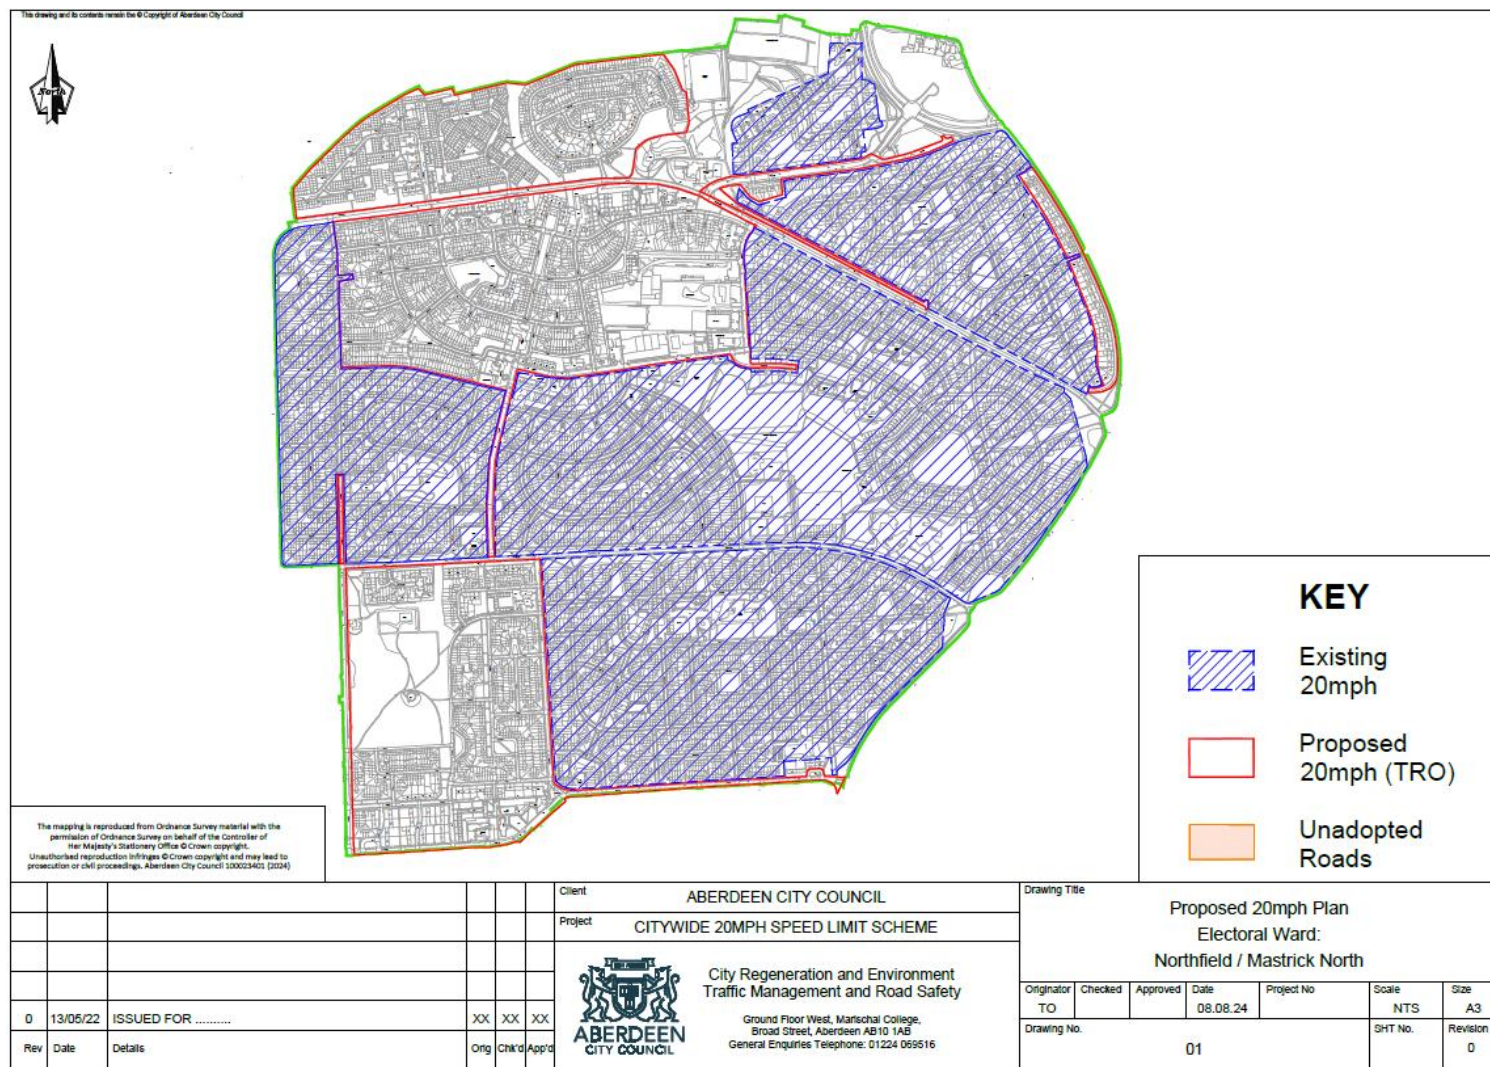 This drawing and its contents remain the © Copyright of Aberdeen City Council
North
KEY
Existing
20mph
Proposed
20mph (TRO)
Unadopted
Roads
The mapping is reproduced from Ordnance Survey material with the
permission of Ordnance Survey on behalf of the Controller of
Her Majesty's Stationery Office © Crown copyright.
Unauthorised reproduction infringes © Crown copyright and may lead to
prosecution or civil proceedings. Aberdeen City Council 100023401 (2024)
0 13/05/22 ISSUED FOR .......... XX XX XX
Rev Date Details Orig Chk'd App'd
Client ABERDEEN CITY COUNCIL
Project CITYWIDE 20MPH SPEED LIMIT SCHEME
ABERDEEN
CITY COUNCIL
City Regeneration and Environment
Traffic Management and Road Safety
Ground Floor West, Marischal College,
Broad Street, Aberdeen AB10 1AB
General Enquiries Telephone: 01224 069516
Drawing Title
Proposed 20mph Plan
Electoral Ward:
Northfield / Mastrick North
Originator Checked Approved Date Project No Scale Size
TO 08.08.24 NTS A3
Drawing No. SHT No. Revision
01 0